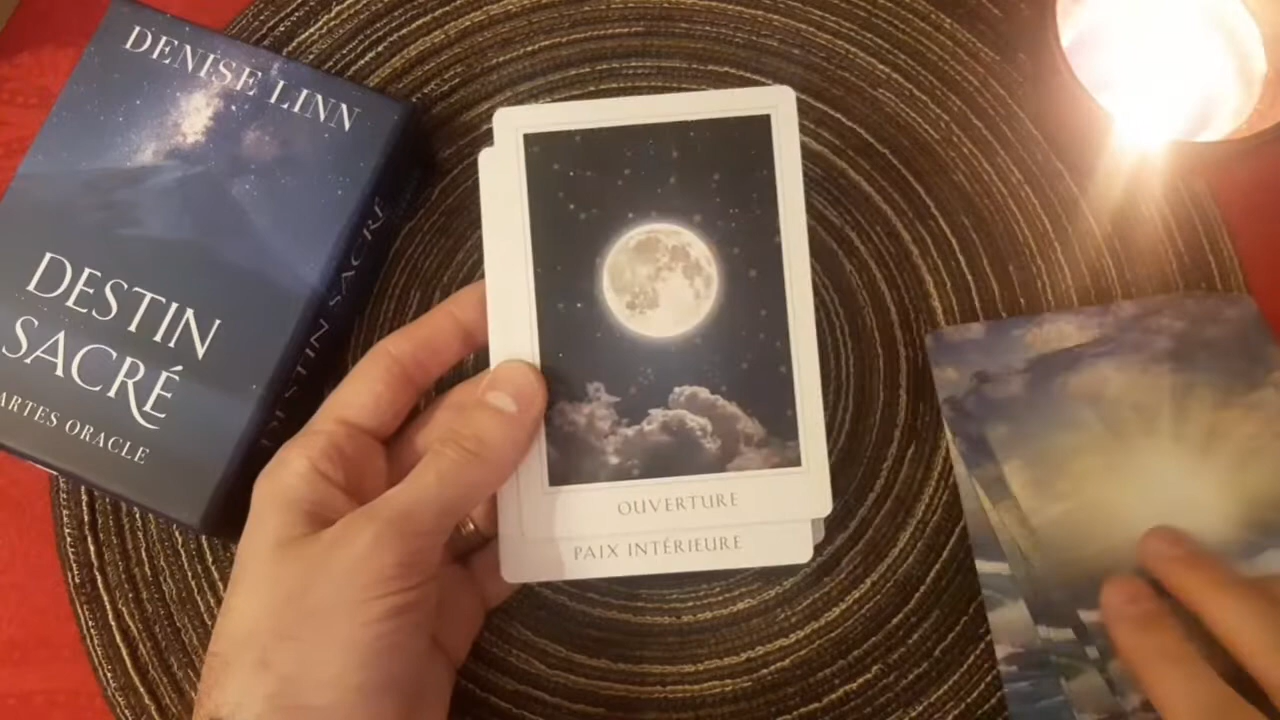 DENISE LINN
DESTIN
SACRÉ
ARTES ORACLE
DESTIN SACRÉ
OUVERTURE
PAIX INTÉRIEURE